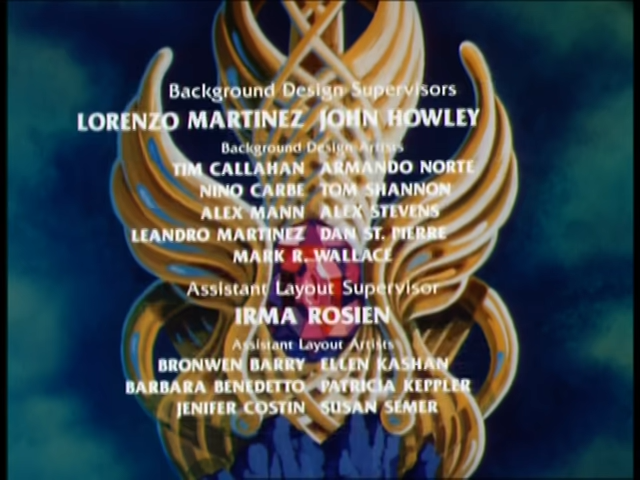 Background Design Supervisors
LORENZO MARTINEZ JOHN HOWLEY
Background Design Artists
TIM CALLAHAN ARMANDO NORTE
NINO CARBE TOM SHANNON
ALEX MANN ALEX STEVENS
LEANDRO MARTINEZ DAN ST. PIERRE
MARK R. WALLACE
Assistant Layout Supervisor
IRMA ROSIEN
Assistant Layout Artists
BRONWEN BARRY ELLEN KASHAN
BARBARA BENEDETTO PATRICIA KEPPLER
JENIFER COSTIN SUSAN SEMER